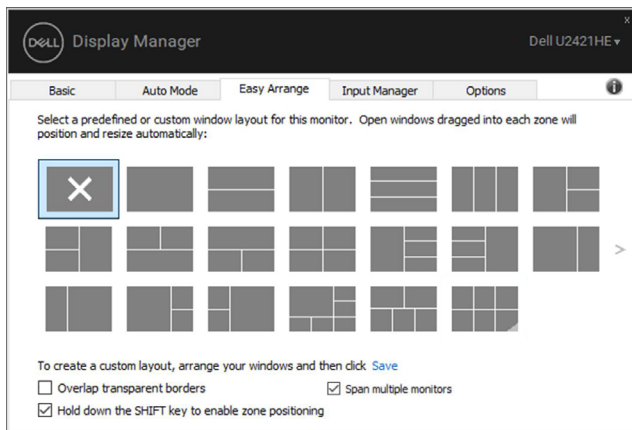 DELL Display Manager
Dell U2421HE
x
Basic Auto Mode Easy Arrange Input Manager Options
Select a predefined or custom window layout for this monitor. Open windows dragged into each zone will
position and resize automatically:
To create a custom layout, arrange your windows and then click Save
Overlap transparent borders
Span multiple monitors
Hold down the SHIFT key to enable zone positioning